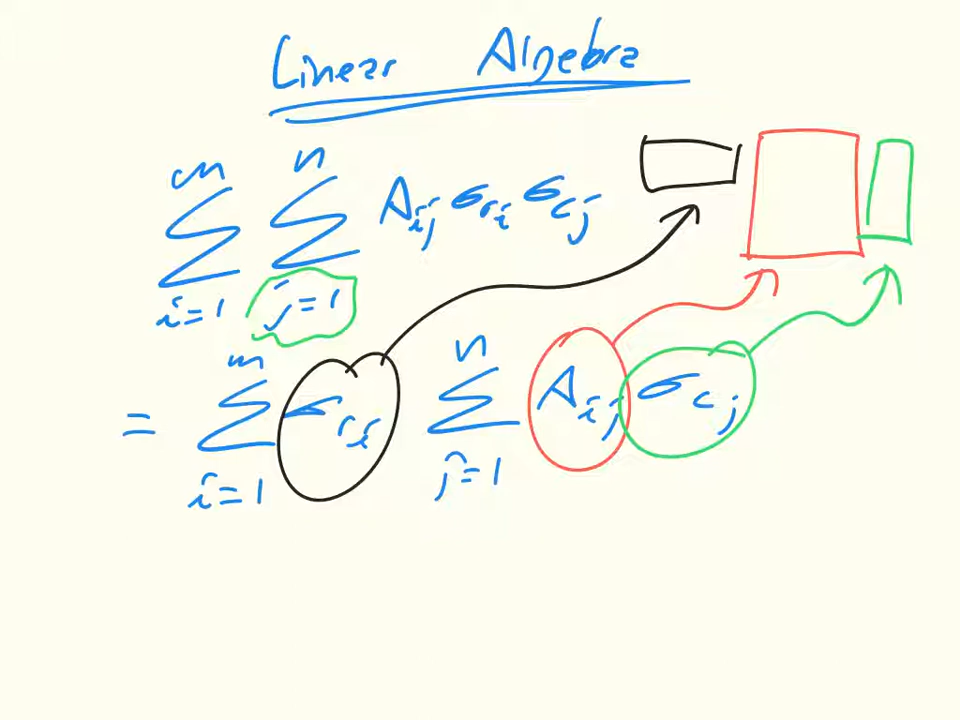 Linear Algebra
m n
∑ ∑ A_ij σ_ri σ_cj
i=1 j=1
m n
= ∑ σ_ri ∑ A_ij σ_cj
i=1 j=1